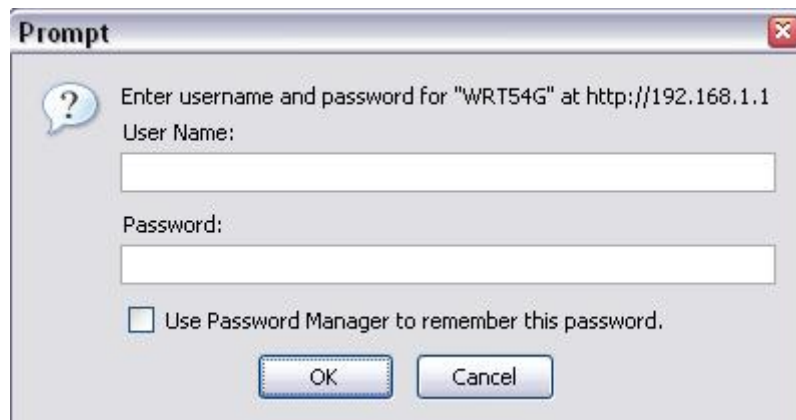 Prompt
Enter username and password for "WRT54G" at http://192.168.1.1
User Name:
Password:
Use Password Manager to remember this password.
OK
Cancel